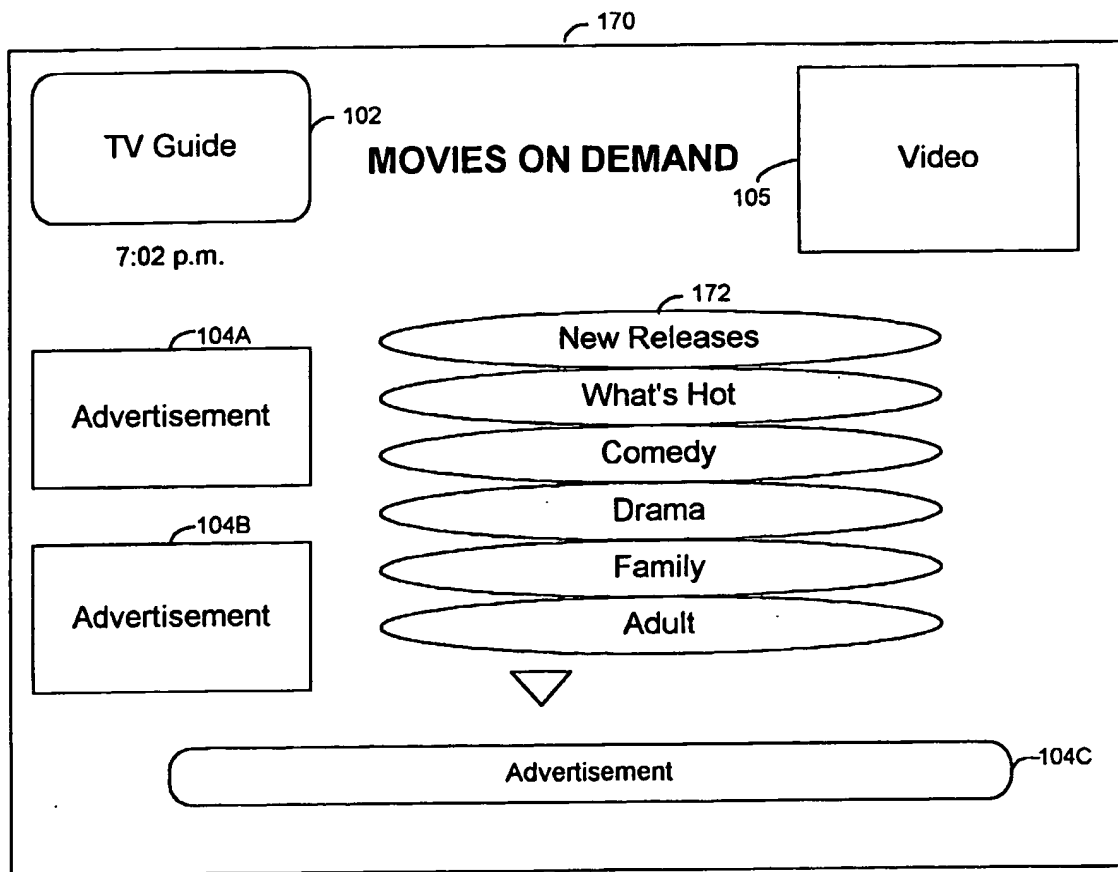 170
TV Guide
102
MOVIES ON DEMAND
Video
105
7:02 p.m.
172
New Releases
104A
Advertisement
What's Hot
Comedy
Drama
104B
Advertisement
Family
Adult
Advertisement
104C